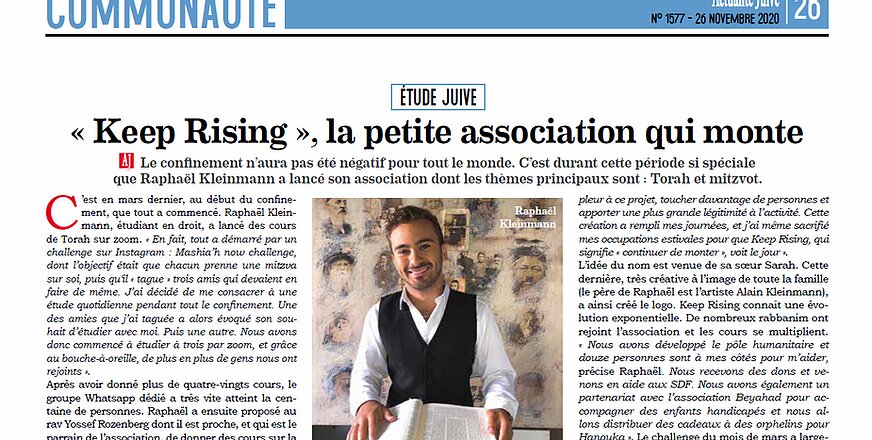 COMMUNAUTÉ
Actualité Juive
N° 1577 - 26 NOVEMBRE 2020
26
ÉTUDE JUIVE
« Keep Rising », la petite association qui monte
AJ Le confinement n'aura pas été négatif pour tout le monde. C'est durant cette période si spéciale
que Raphaël Kleinmann a lancé son association dont les thèmes principaux sont : Torah et mitzvot.
C'est en mars dernier, au début du confine-
ment, que tout a commencé. Raphaël Klein-
mann, étudiant en droit, a lancé des cours
de Torah sur zoom. « En fait, tout a démarré par un
challenge sur Instagram : Mashia'h now challenge,
dont l'objectif était que chacun prenne une mitzva
sur soi, puis qu'il « tague » trois amis qui devaient en
faire de même. J'ai décidé de me consacrer à une
étude quotidienne pendant tout le confinement. Une
des amies que j'ai taguée a alors évoqué son sou-
hait d'étudier avec moi. Puis une autre. Nous avons
donc commencé à étudier à trois par zoom, et grâce
au bouche-à-oreille, de plus en plus de gens nous ont
rejoints ».
Après avoir donné plus de quatre-vingts cours, le
groupe Whatsapp dédié a très vite atteint la cen-
taine de personnes. Raphaël a ensuite proposé au
rav Yossef Rozenberg dont il est proche, et qui est le
parrain de l'association, de donner des cours sur la
Raphaël
Kleinmann
pleur à ce projet, toucher davantage de personnes et
apporter une plus grande légitimité à l'activité. Cette
création a rempli mes journées, et j'ai même sacrifié
mes occupations estivales pour que Keep Rising, qui
signifie « continuer de monter », voit le jour ».
L'idée du nom est venue de sa sœur Sarah. Cette
dernière, très créative à l'image de toute la famille
(le père de Raphaël est l'artiste Alain Kleinmann),
a ainsi créé le logo. Keep Rising connait une évo-
lution exponentielle. De nombreux rabbanim ont
rejoint l'association et les cours se multiplient.
« Nous avons développé le pôle humanitaire et
douze personnes sont à mes côtés pour m'aider,
précise Raphaël. Nous recevons des dons et ve-
nons en aide aux SDF. Nous avons également un
partenariat avec l'association Beyahad pour ac-
compagner des enfants handicapés et nous al-
lons distribuer des cadeaux à des orphelins pour
Hanouka ». Le challenge du mois de mars a large-